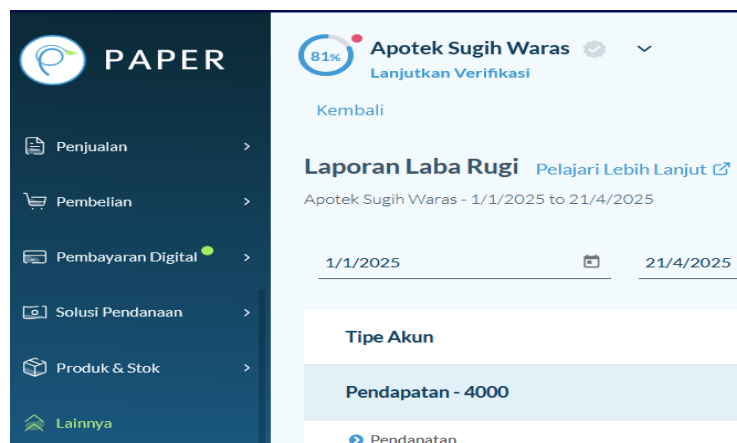 PAPER
Penjualan
Pembelian
Pembayaran Digital
Solusi Pendanaan
Produk & Stok
Lainnya
81%
Apotek Sugih Waras
Lanjutkan Verifikasi
Kembali
Laporan Laba Rugi Pelajari Lebih Lanjut
Apotek Sugih Waras - 1/1/2025 to 21/4/2025
1/1/2025 21/4/2025
Tipe Akun
Pendapatan - 4000
Pendapatan